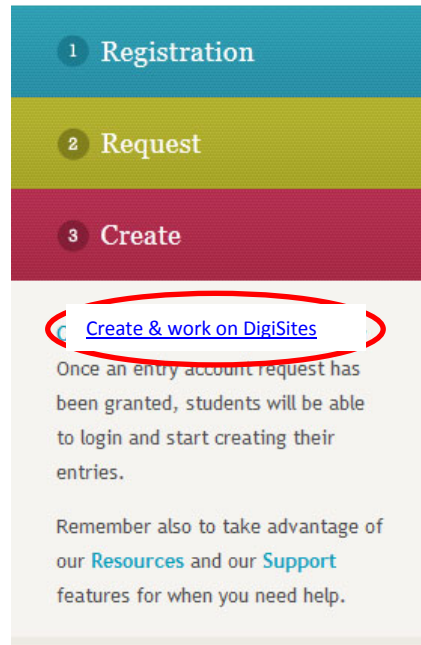 1 Registration
2 Request
3 Create
Create & work on DigiSites
Once an entry account request has
been granted, students will be able
to login and start creating their
entries.
Remember also to take advantage of
our Resources and our Support
features for when you need help.